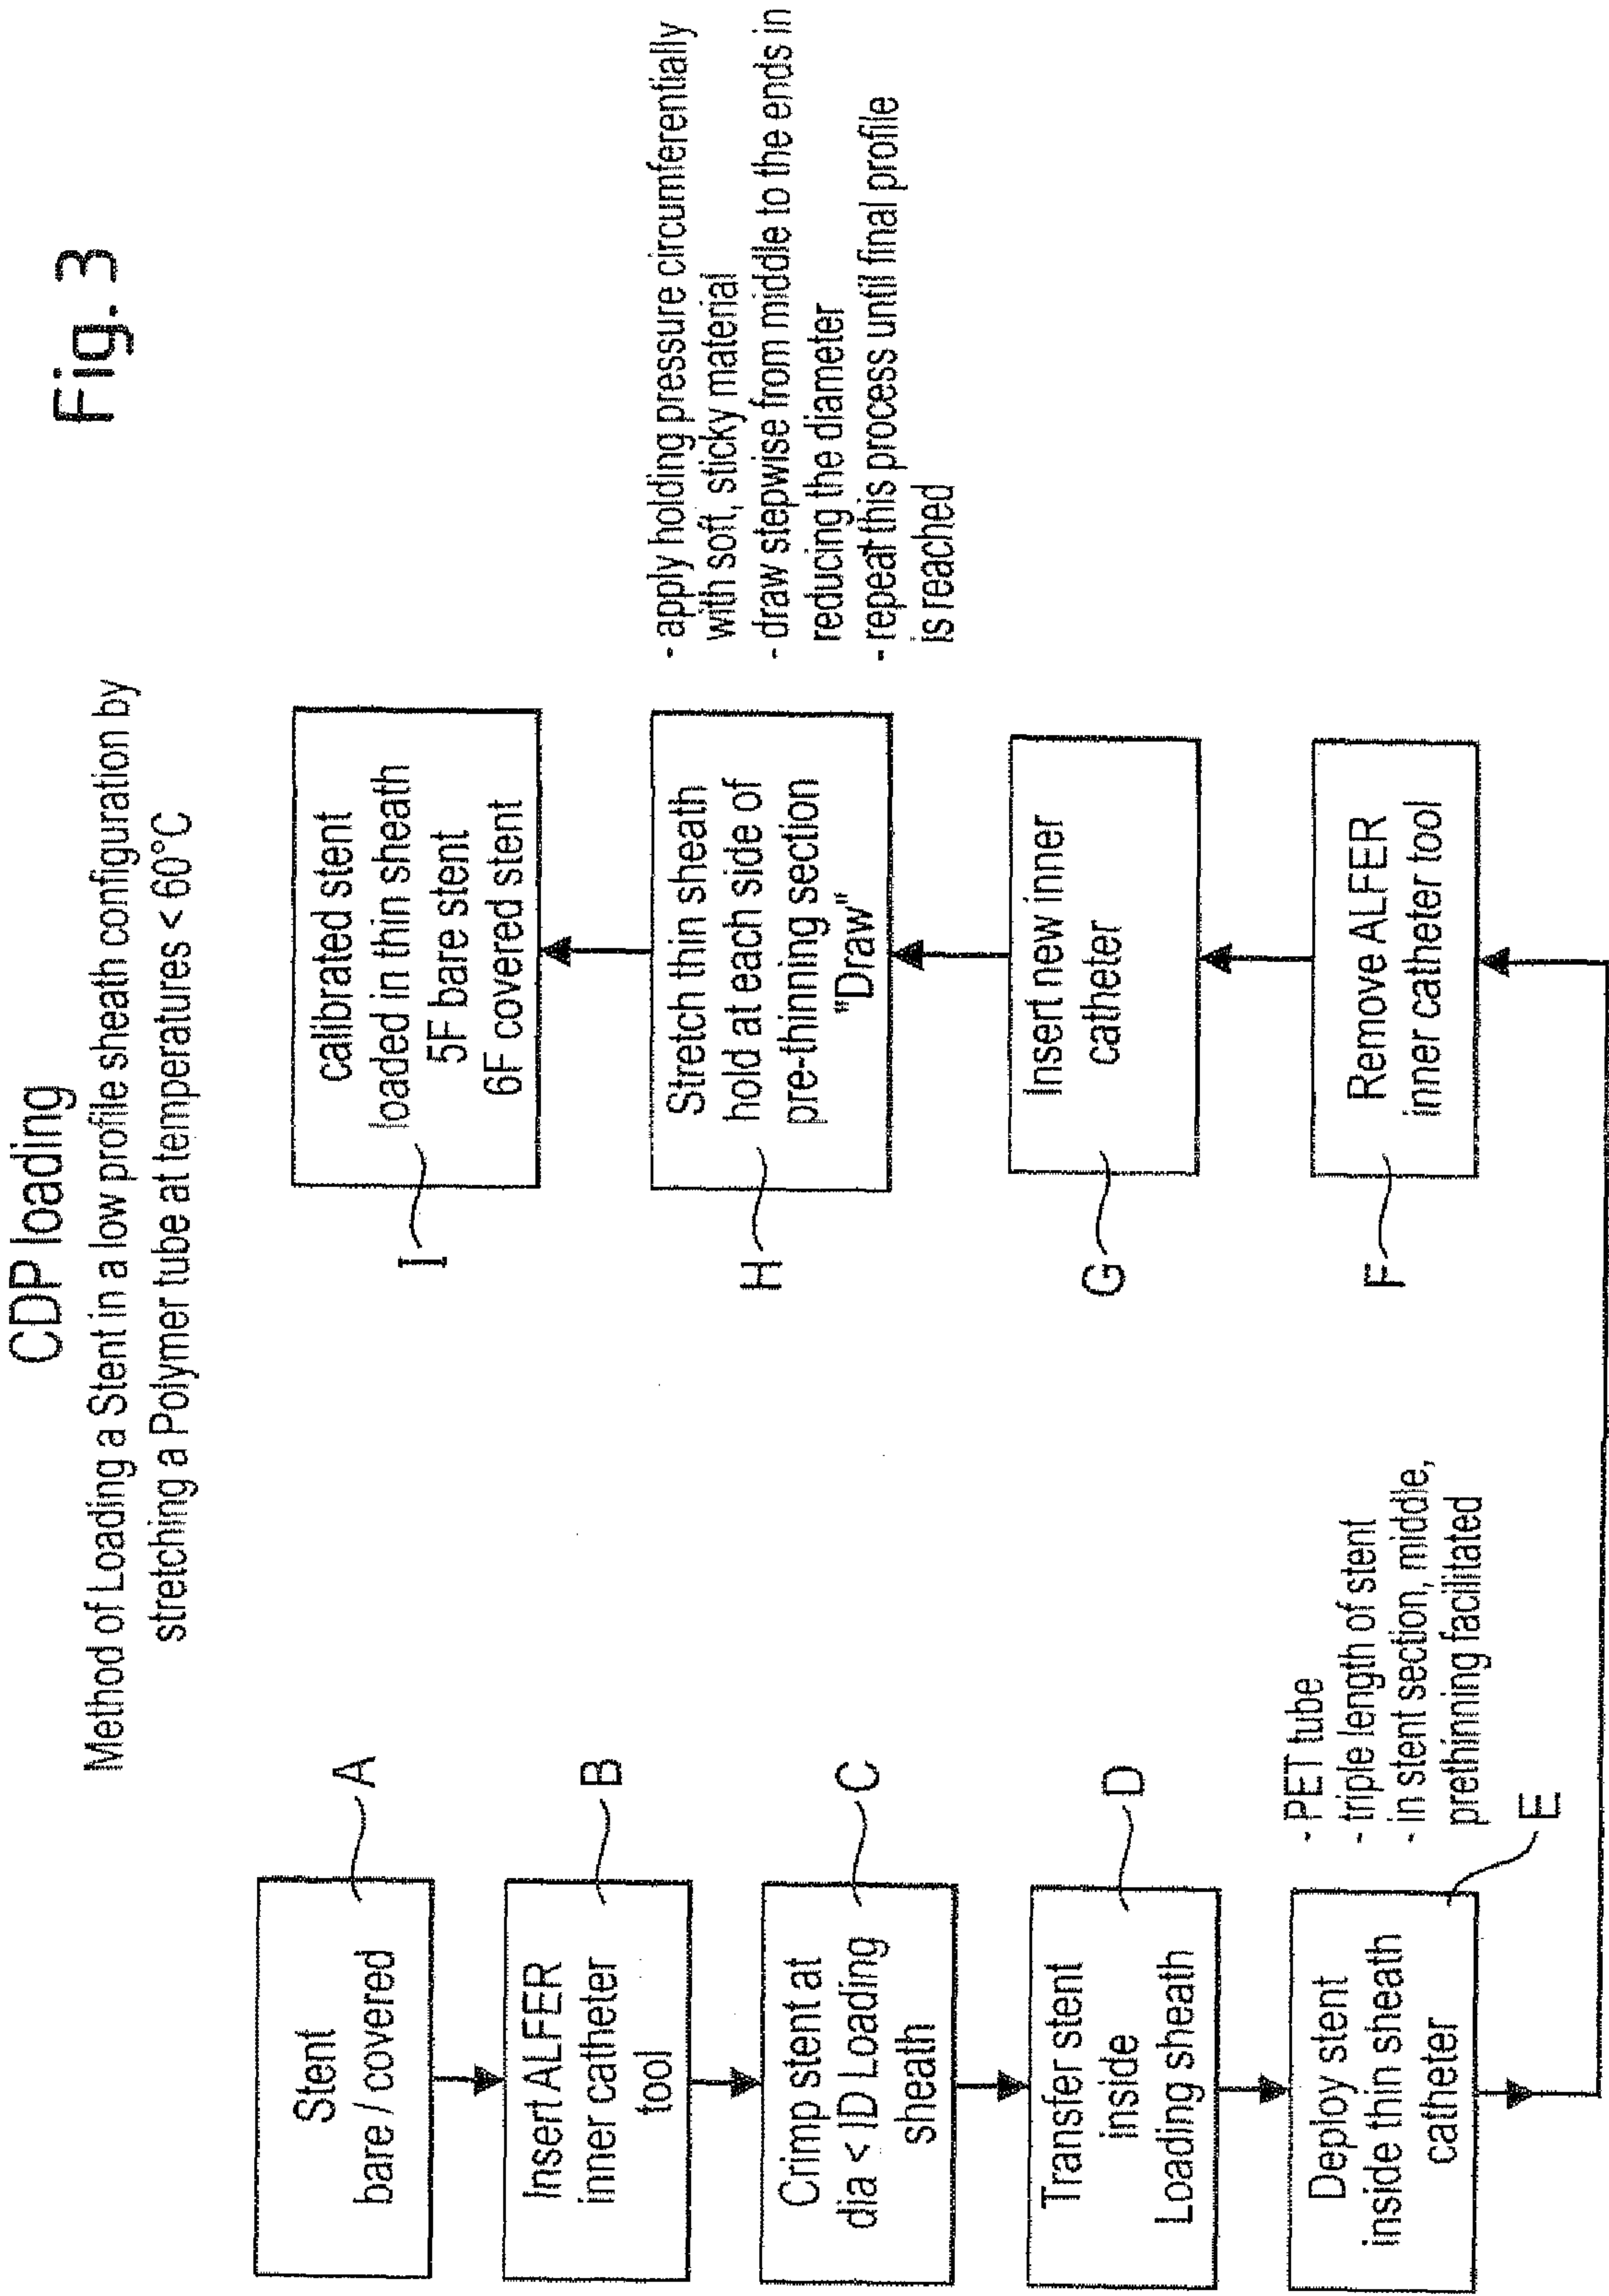 Fig. 3
CDP loading
Method of Loading a Stent in a low profile sheath configuration by
stretching a Polymer tube at temperatures < 60°C
Stent
bare / covered
A
Insert ALFER
inner catheter
tool
B
Crimp stent at
dia < ID Loading
sheath
C
Transfer stent
inside
Loading sheath
D
Deploy stent
inside thin sheath
catheter
E
- PET tube
- triple length of stent
- in stent section, middle,
prethinning facilitated
Remove ALFER
inner catheter tool
F
Insert new inner
catheter
G
Stretch thin sheath
hold at each side of
pre-thinning section
"Draw"
H
- apply holding pressure circumferentially
with soft, sticky material
- draw stepwise from middle to the ends in
reducing the diameter
- repeat this process until final profile
is reached
calibrated stent
loaded in thin sheath
5F bare stent
6F covered stent
I